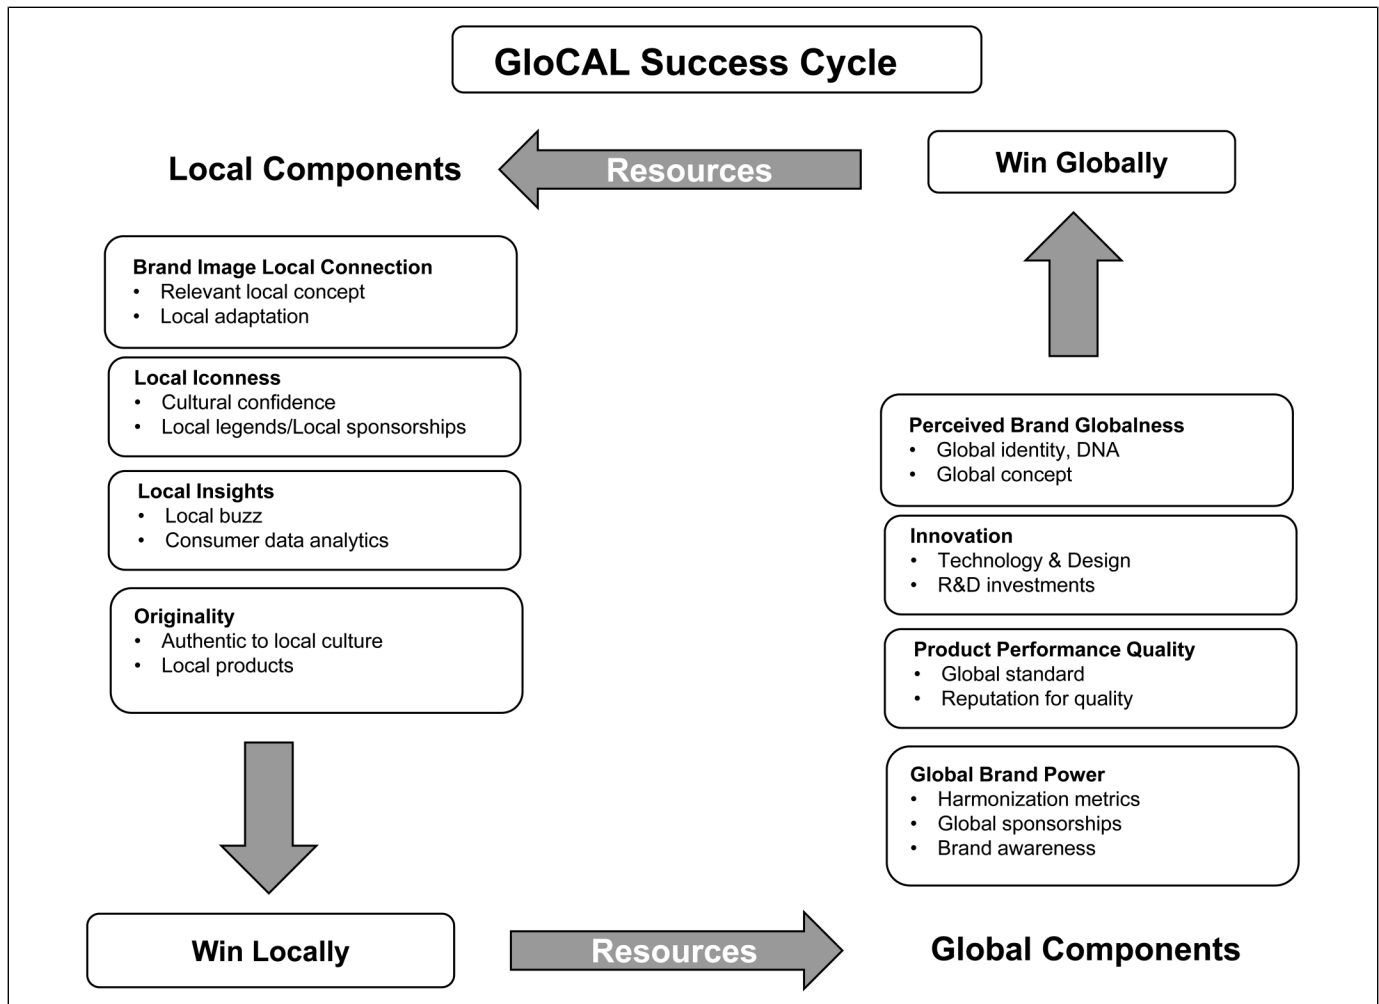 GloCAL Success Cycle
Local Components
Resources
Win Globally
Brand Image Local Connection
• Relevant local concept
• Local adaptation
Local Iconness
• Cultural confidence
• Local legends/Local sponsorships
Local Insights
• Local buzz
• Consumer data analytics
Originality
• Authentic to local culture
• Local products
Perceived Brand Globalness
• Global identity, DNA
• Global concept
Innovation
• Technology & Design
• R&D investments
Product Performance Quality
• Global standard
• Reputation for quality
Global Brand Power
• Harmonization metrics
• Global sponsorships
• Brand awareness
Win Locally
Resources
Global Components